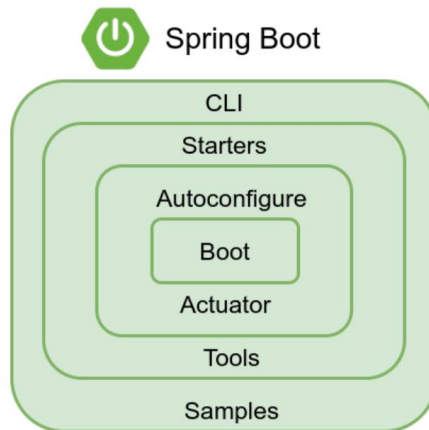 Spring Boot
CLI
Starters
Autoconfigure
Boot
Actuator
Tools
Samples